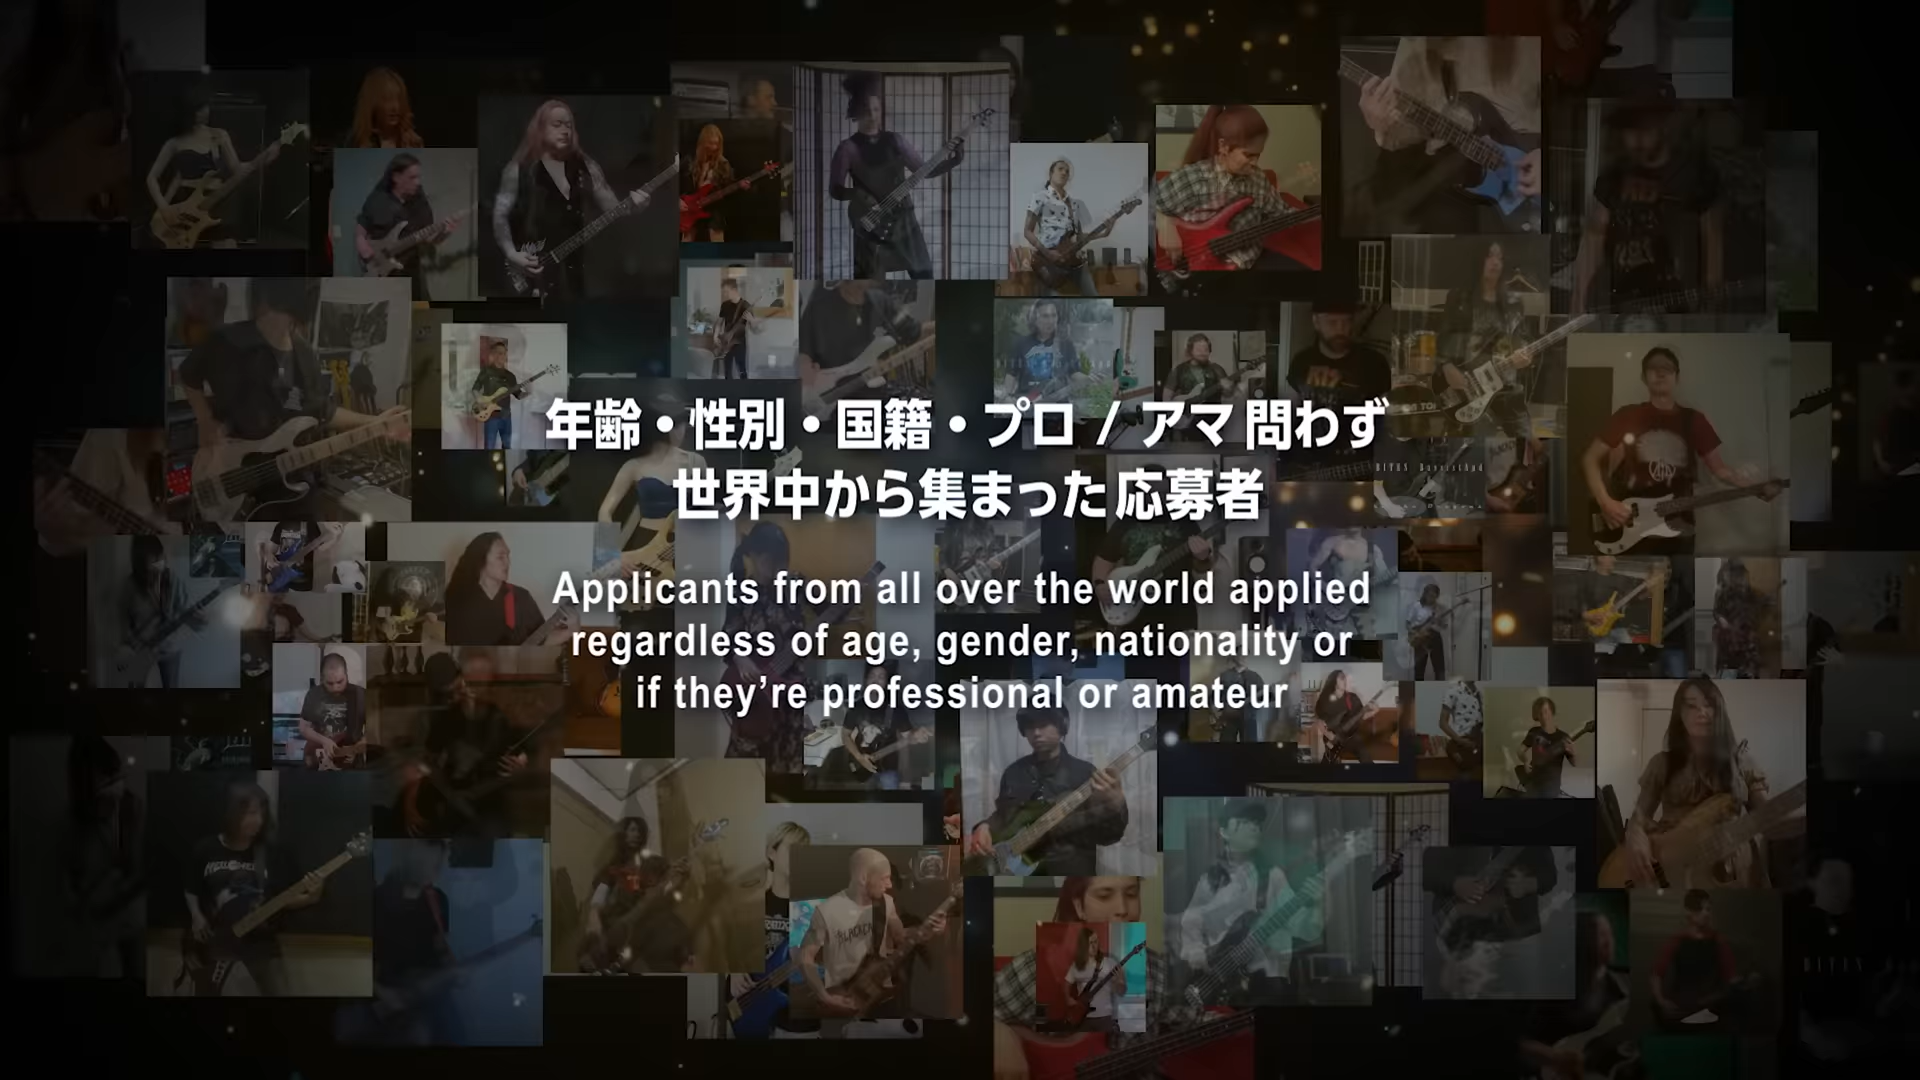 年齢・性別・国籍・プロ / アマ 問わず
世界中から集まった応募者
Applicants from all over the world applied
regardless of age, gender, nationality or
if they’re professional or amateur